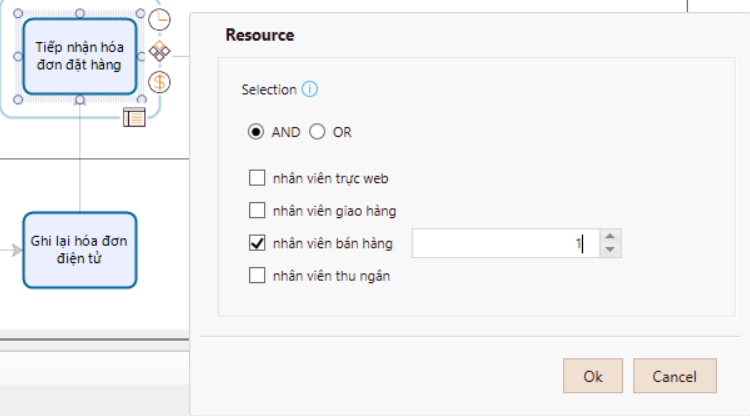 Tiếp nhận hóa
đơn đặt hàng
$
Ghi lại hóa đơn
điện tử
Resource
Selection
AND OR
nhân viên trực web
nhân viên giao hàng
nhân viên bán hàng 1
nhân viên thu ngân
Ok Cancel